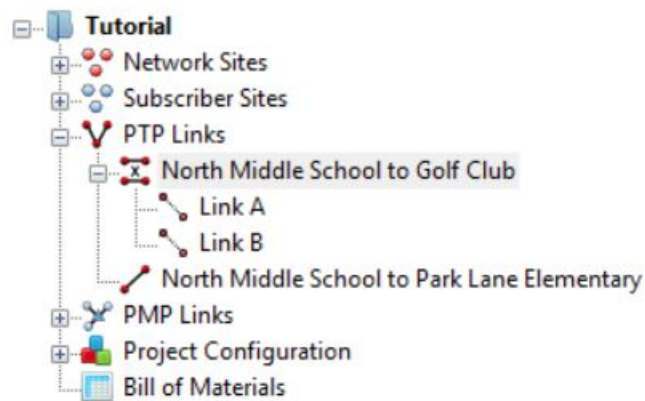 Tutorial
Network Sites
Subscriber Sites
PTP Links
North Middle School to Golf Club
Link A
Link B
North Middle School to Park Lane Elementary
PMP Links
Project Configuration
Bill of Materials